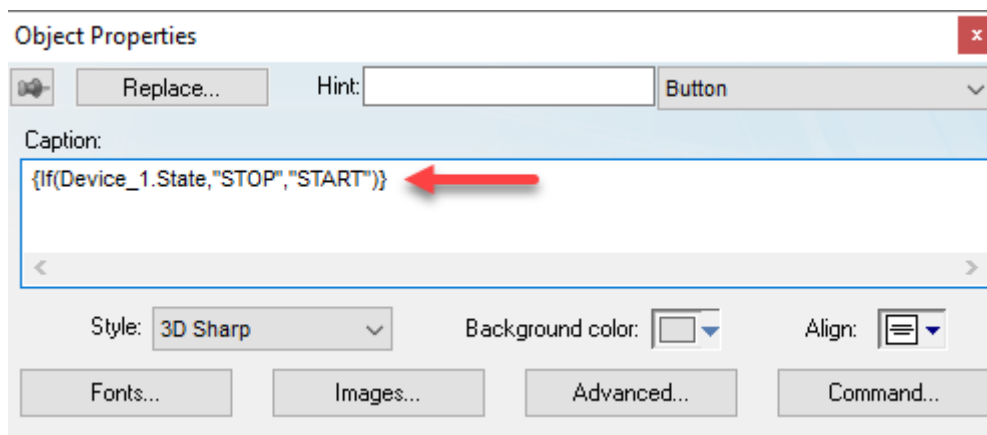 Object Properties
x
Replace... Hint: Button
Caption:
{If(Device_1.State,"STOP","START")}
Style: 3D Sharp Background color: Align:
Fonts... Images... Advanced... Command...